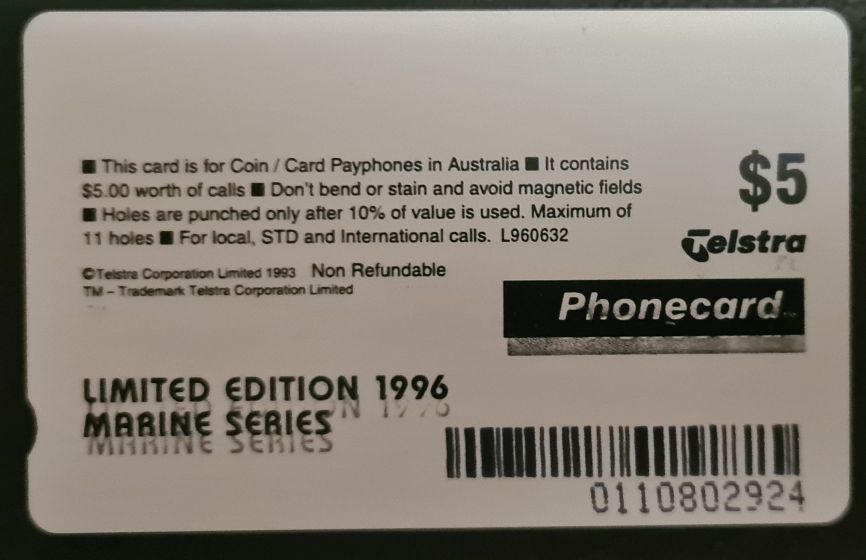 ■ This card is for Coin / Card Payphones in Australia ■ It contains
$5.00 worth of calls ■ Don't bend or stain and avoid magnetic fields
■ Holes are punched only after 10% of value is used. Maximum of
11 holes ■ For local, STD and International calls. L960632
©Telstra Corporation Limited 1993 Non Refundable
TM – Trademark Telstra Corporation Limited
$5
Telstra
Phonecard™
LIMITED EDITION 1996
MARINE SERIES
0110802924